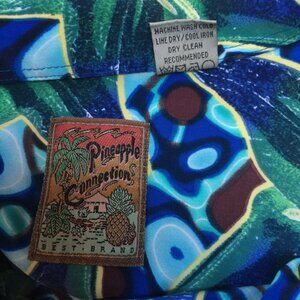 MACHINE WASH COLD
LINE DRY/COOL IRON
DRY CLEAN
RECOMMENDED
Pineapple
Connection
BEST BRAND